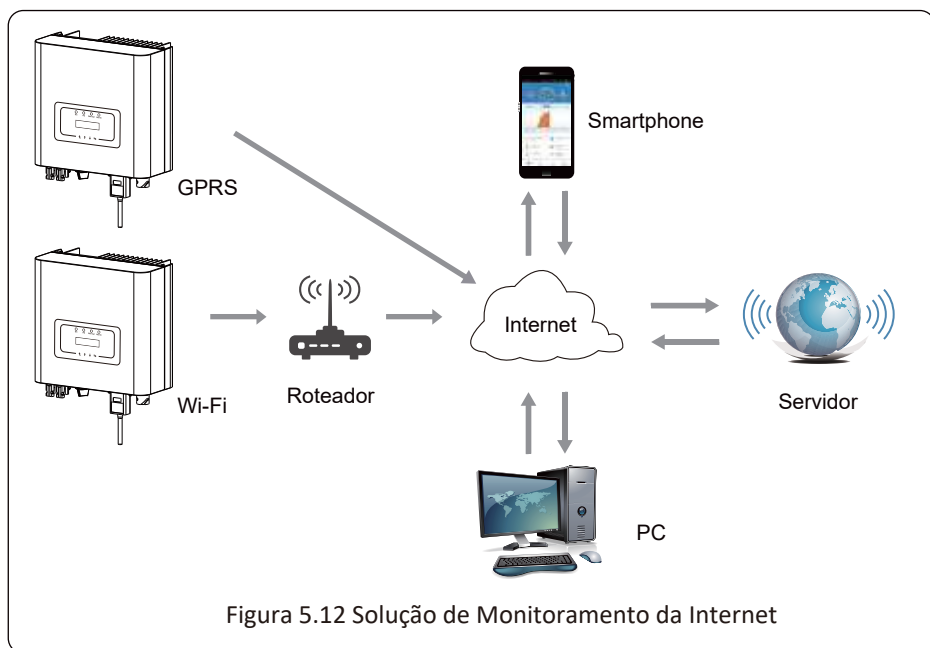 Smartphone
GPRS
Internet
Wi-Fi
Roteador
Servidor
PC
Figura 5.12 Solução de Monitoramento da Internet